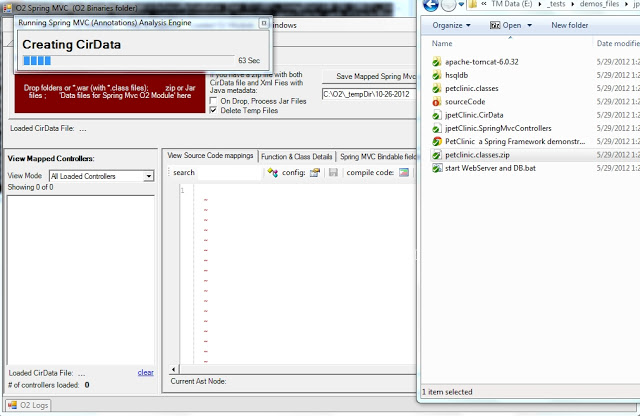 O2 Spring MVC (O2 Binaries folder)
Running Spring MVC (Annotations) Analysis Engine
Creating CirData
63 Sec
indows
Drop folders or *.war (with *.class files); zip or Jar
files ; 'Data files for Spring Mvc O2 Module' here
If you have a zip file with both
CirData file and Xml Files with
Java metadata:
On Drop, Process Jar Files
Delete Temp Files
Save Mapped Spring Mvc
C:\O2\_tempDir\10-26-2012
Loaded CirData File: ...
View Mapped Controllers:
View Mode
All Loaded Controllers
Showing 0 of 0
Loaded CirData File: ...
clear
# of controllers loaded: 0
View Source Code mappings
Function & Class Details
Spring MVC Bindable field
search
config:
compile code:
1
Current Ast Node:
O2 Logs
TM Data (E:)
_tests
demos_files
jp
Organize
Open
New folder
Name
Date modified
apache-tomcat-6.0.32
5/29/2012 1:2
hsqldb
5/29/2012 1:2
petclinic.classes
5/29/2012 1:2
sourceCode
5/29/2012 1:2
jpetClinic.CirData
5/29/2012 1:2
jpetClinic.SpringMvcControllers
5/29/2012 1:2
PetClinic a Spring Framework demonstr...
5/29/2012 1:2
petclinic.classes.zip
5/29/2012 1:2
start WebServer and DB.bat
5/29/2012 1:2
1 item selected